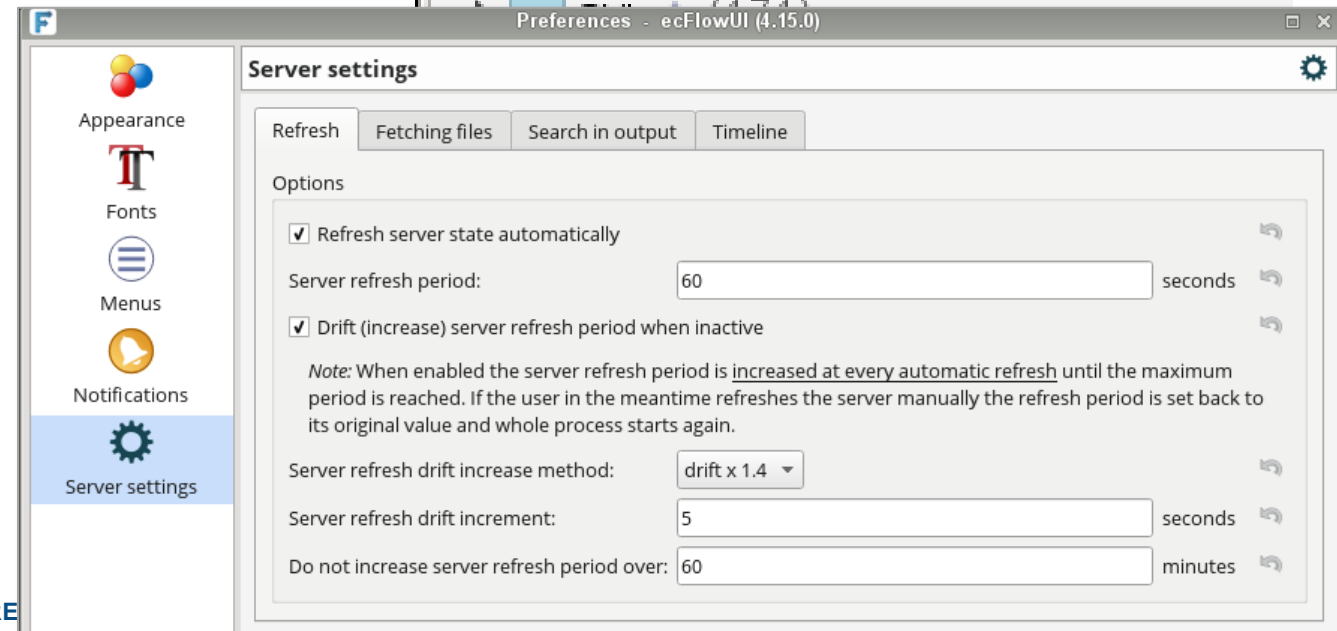 Preferences - ecFlowUI (4.15.0)
Server settings
Appearance
Fonts
Menus
Notifications
Server settings
Refresh
Fetching files
Search in output
Timeline
Options
Refresh server state automatically
Server refresh period: 60 seconds
Drift (increase) server refresh period when inactive
Note: When enabled the server refresh period is increased at every automatic refresh until the maximum
period is reached. If the user in the meantime refreshes the server manually the refresh period is set back to
its original value and whole process starts again.
Server refresh drift increase method: drift x 1.4
Server refresh drift increment: 5 seconds
Do not increase server refresh period over: 60 minutes